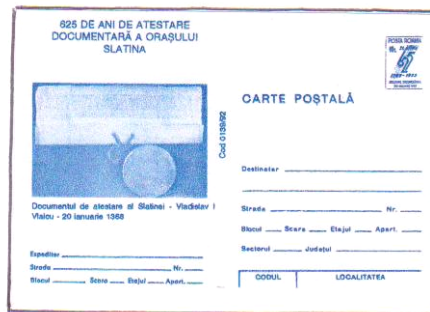 625 DE ANI DE ATESTARE
DOCUMENTARĂ A ORAȘULUI
SLATINA
Documentul de atestare al Slatinei - Vladislav I
Vlaicu - 20 ianuarie 1368
Expeditor
Strada Nr.
Blocul Scara Etajul Apart.
Cod 0139/92
POȘTA ROMÂNĂ
CARTE POȘTALĂ
Destinatar
Strada Nr.
Blocul Scara Etajul Apart.
Sectorul Județul
CODUL LOCALITATEA